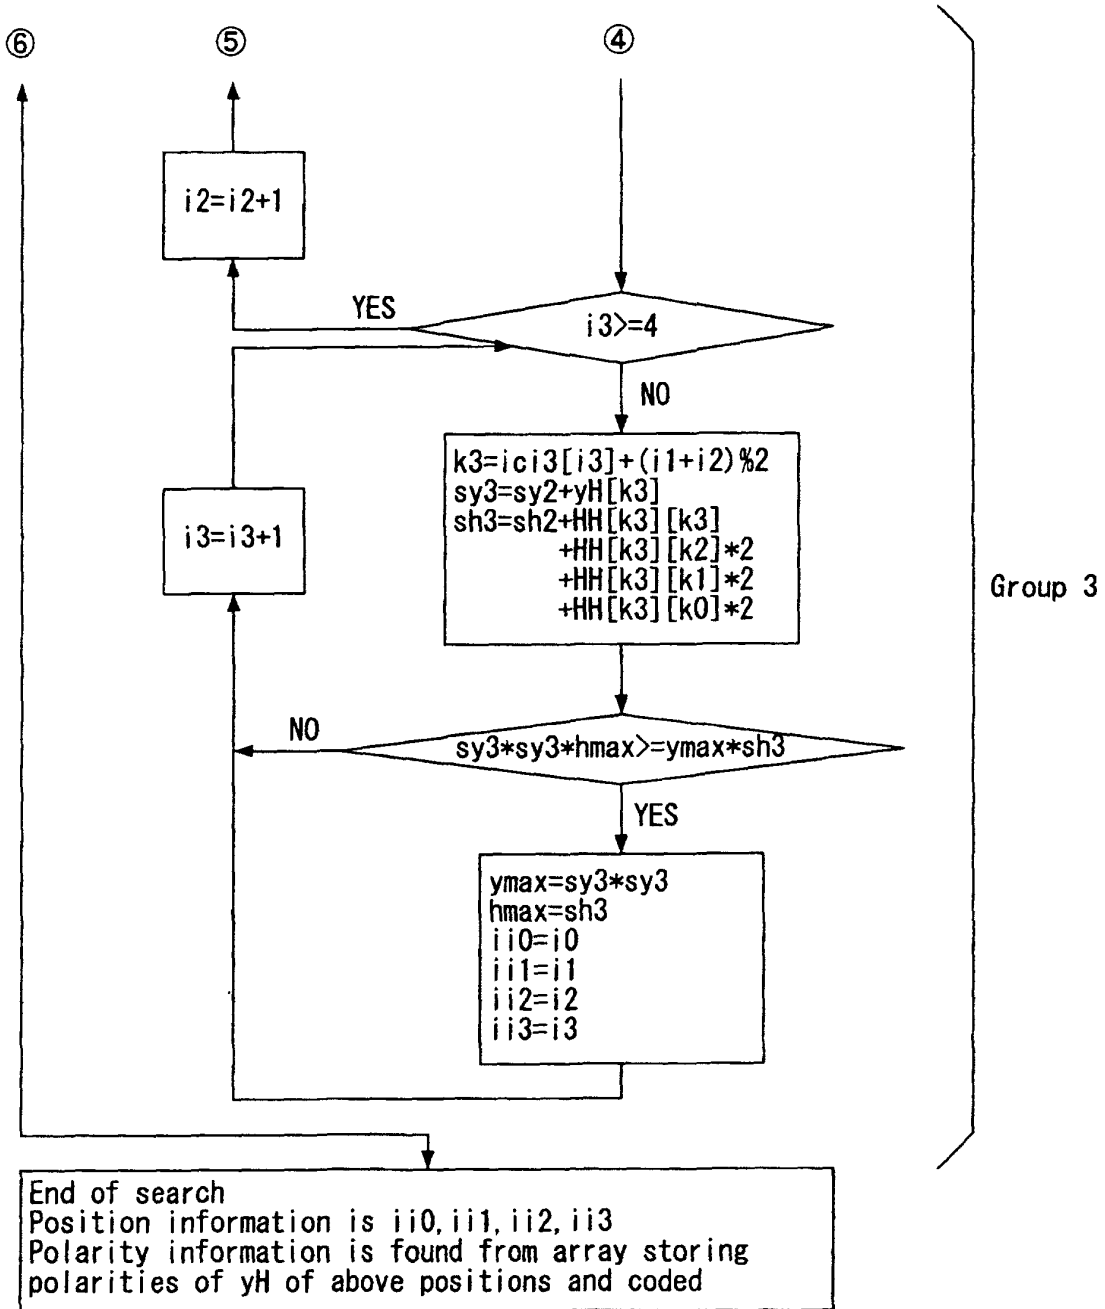 ⑥ ⑤ ④
i2=i2+1
YES
i3>=4
NO
k3=ici3[i3]+(i1+i2)%2
sy3=sy2+yH[k3]
sh3=sh2+HH[k3][k3]
+HH[k3][k2]*2
+HH[k3][k1]*2
+HH[k3][k0]*2
i3=i3+1
Group 3
NO
sy3*sy3*hmax>=ymax*sh3
YES
ymax=sy3*sy3
hmax=sh3
ii0=i0
ii1=i1
ii2=i2
ii3=i3
End of search
Position information is ii0,ii1,ii2,ii3
Polarity information is found from array storing
polarities of yH of above positions and coded